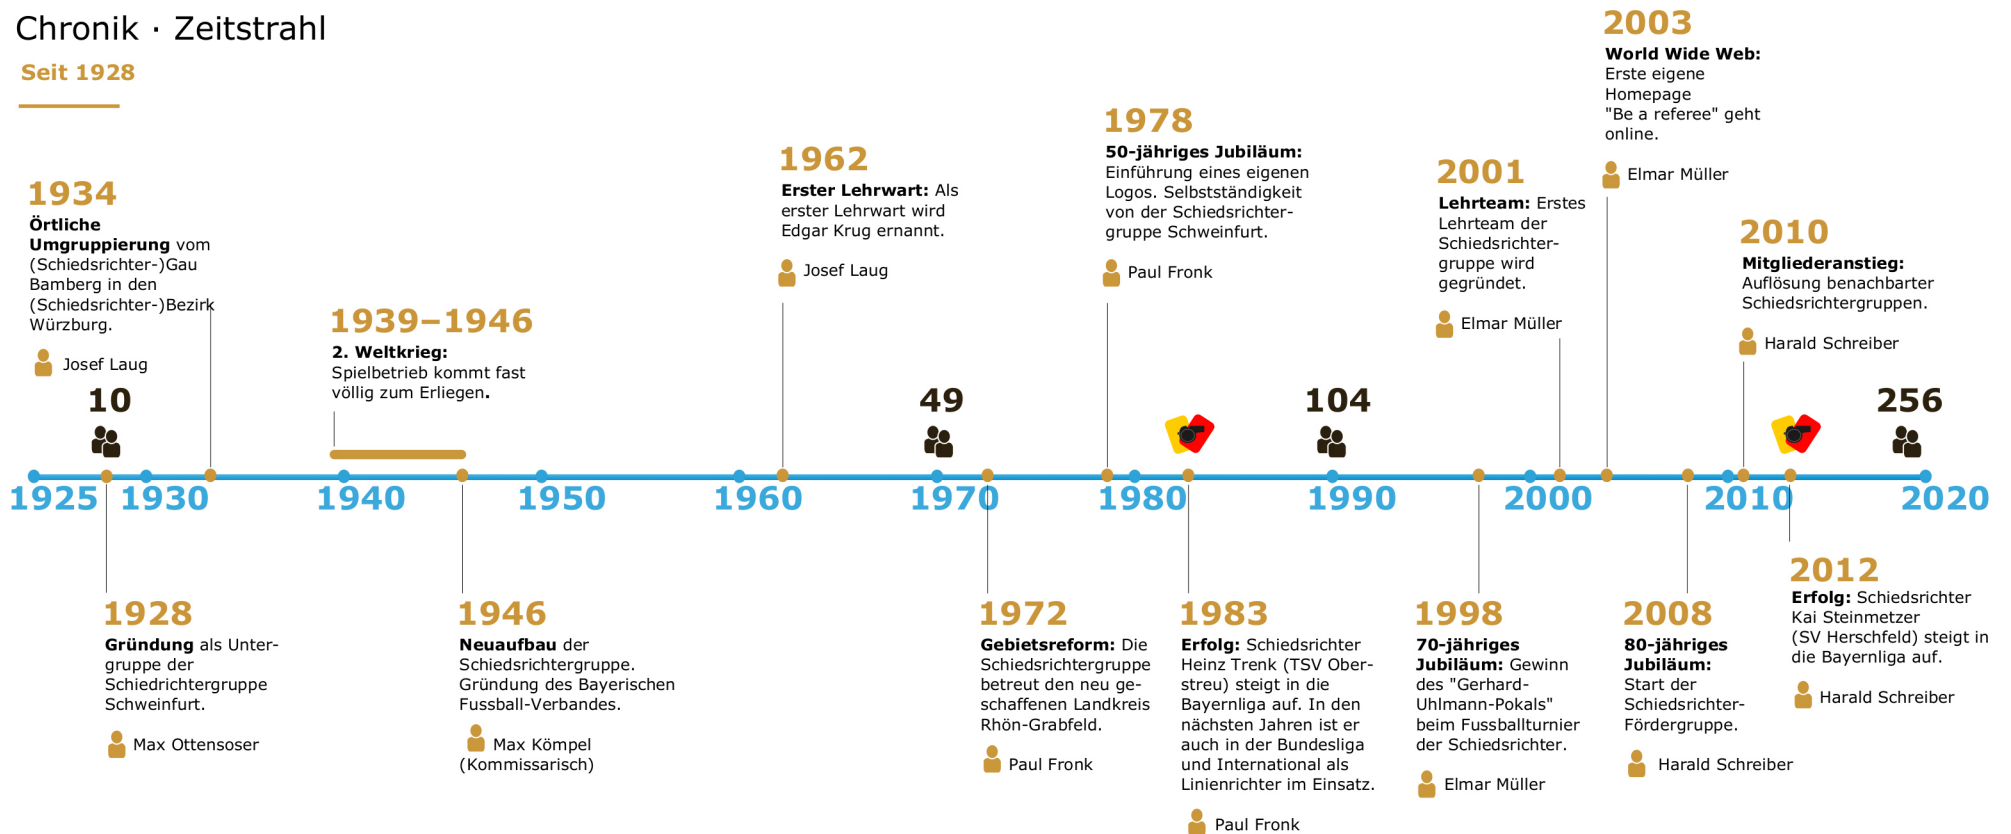 Chronik · Zeitstrahl
Seit 1928
1934
Örtliche
Umgruppierung vom
(Schiedsrichter-)Gau
Bamberg in den
(Schiedsrichter-)Bezirk
Würzburg.
Josef Laug
1939–1946
2. Weltkrieg:
Spielbetrieb kommt fast
völlig zum Erliegen.
1962
Erster Lehrwart: Als
erster Lehrwart wird
Edgar Krug ernannt.
Josef Laug
1978
50-jähriges Jubiläum:
Einführung eines eigenen
Logos. Selbstständigkeit
von der Schiedsrichter-
gruppe Schweinfurt.
Paul Fronk
2001
Lehrteam: Erstes
Lehrteam der
Schiedsrichter-
gruppe wird
gegründet.
Elmar Müller
2003
World Wide Web:
Erste eigene
Homepage
"Be a referee" geht
online.
Elmar Müller
2010
Mitgliederanstieg:
Auflösung benachbarter
Schiedsrichtergruppen.
Harald Schreiber
10
49
104
256
1925
1930
1940
1950
1960
1970
1980
1990
2000
2010
2020
1928
Gründung als Unter-
gruppe der
Schiedrichtergruppe
Schweinfurt.
Max Ottensoser
1946
Neuaufbau der
Schiedsrichtergruppe.
Gründung des Bayerischen
Fussball-Verbandes.
Max Kömpel
(Kommissarisch)
1972
Gebietsreform: Die
Schiedsrichtergruppe
betreut den neu ge-
schaffenen Landkreis
Rhön-Grabfeld.
Paul Fronk
1983
Erfolg: Schiedsrichter
Heinz Trenk (TSV Ober-
streu) steigt in die
Bayernliga auf. In den
nächsten Jahren ist er
auch in der Bundesliga
und International als
Linienrichter im Einsatz.
Paul Fronk
1998
70-jähriges
Jubiläum: Gewinn
des "Gerhard-
Uhlmann-Pokals"
beim Fussballturnier
der Schiedsrichter.
Elmar Müller
2008
80-jähriges
Jubiläum:
Start der
Schiedsrichter-
Fördergruppe.
Harald Schreiber
2012
Erfolg: Schiedsrichter
Kai Steinmetzer
(SV Herschfeld) steigt in
die Bayernliga auf.
Harald Schreiber